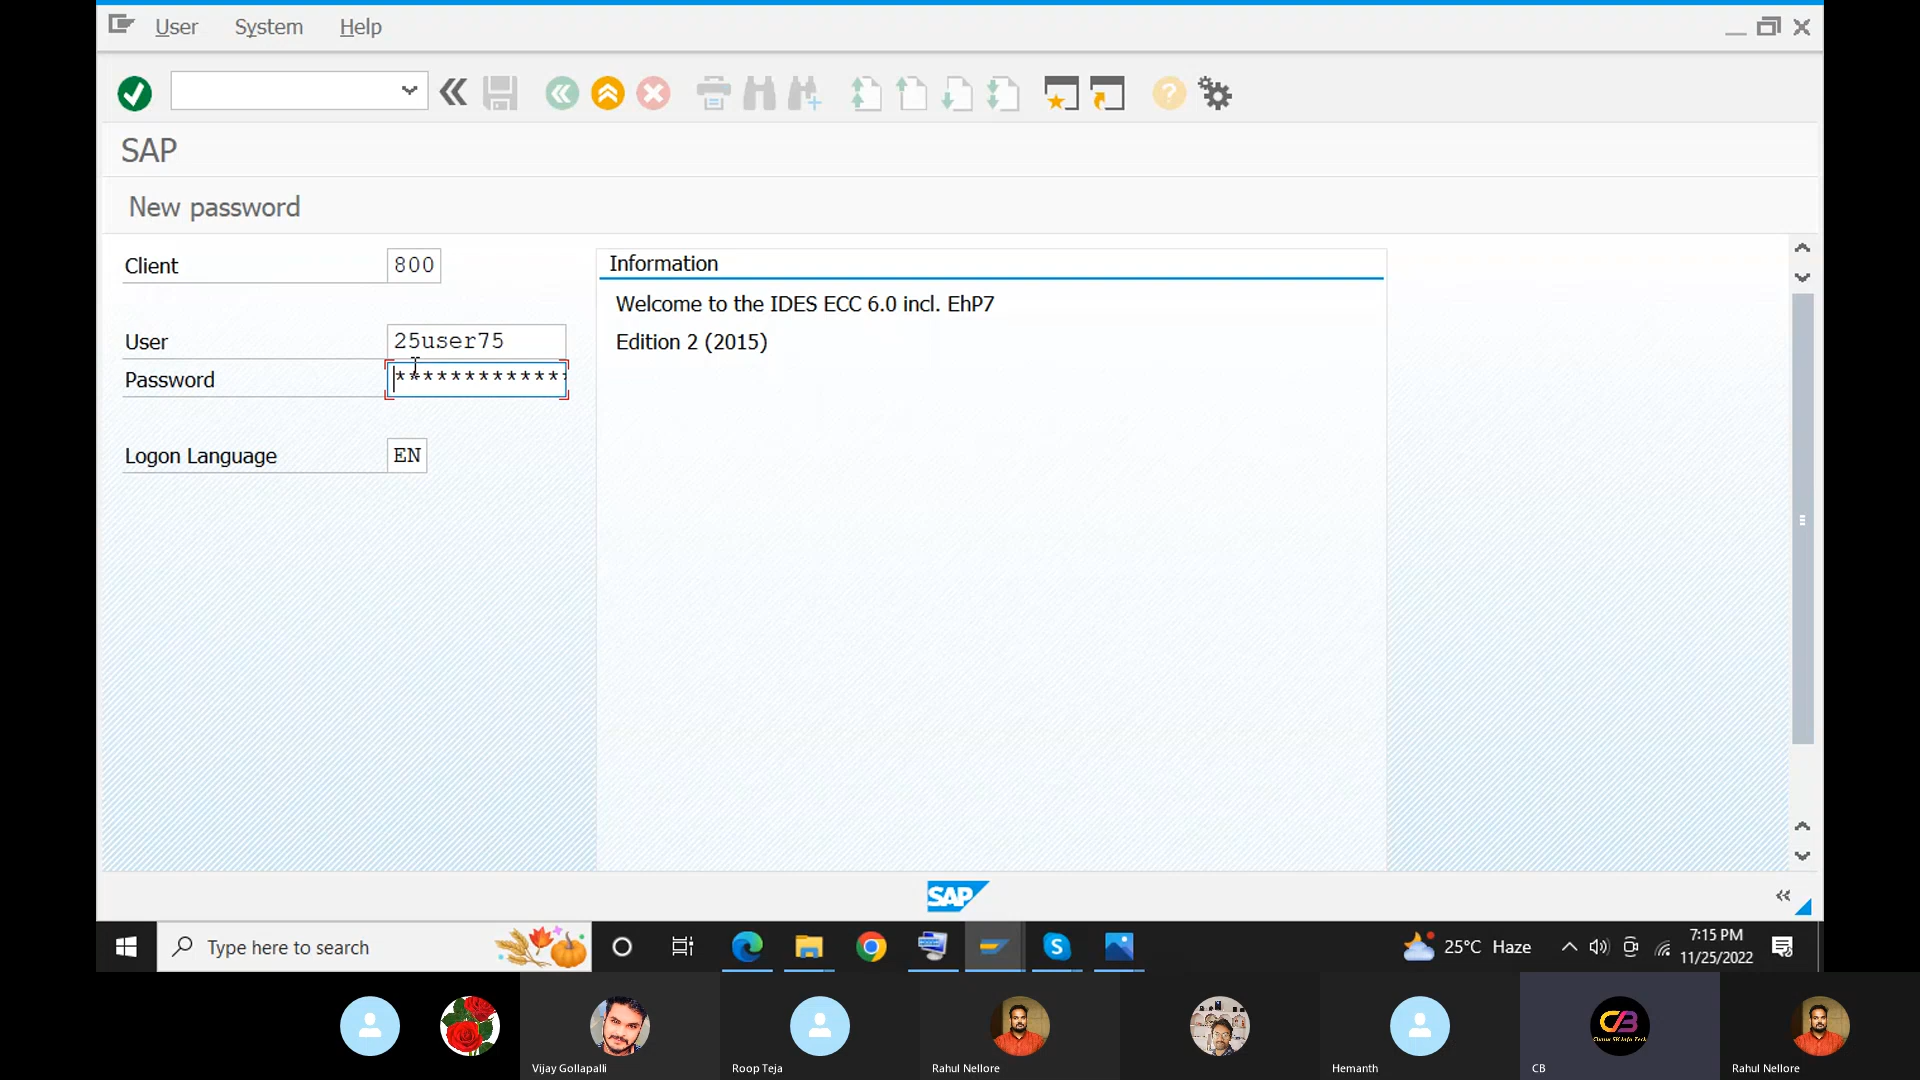 User System Help
SAP
New password
Client 800
User 25user75
Password ************
Logon Language EN
Information
Welcome to the IDES ECC 6.0 incl. EhP7
Edition 2 (2015)
SAP
Type here to search
25°C Haze
7:15 PM
11/25/2022
Vijay Gollapalli
Roop Teja
Rahul Nellore
Hemanth
CB
CB
Rahul Nellore